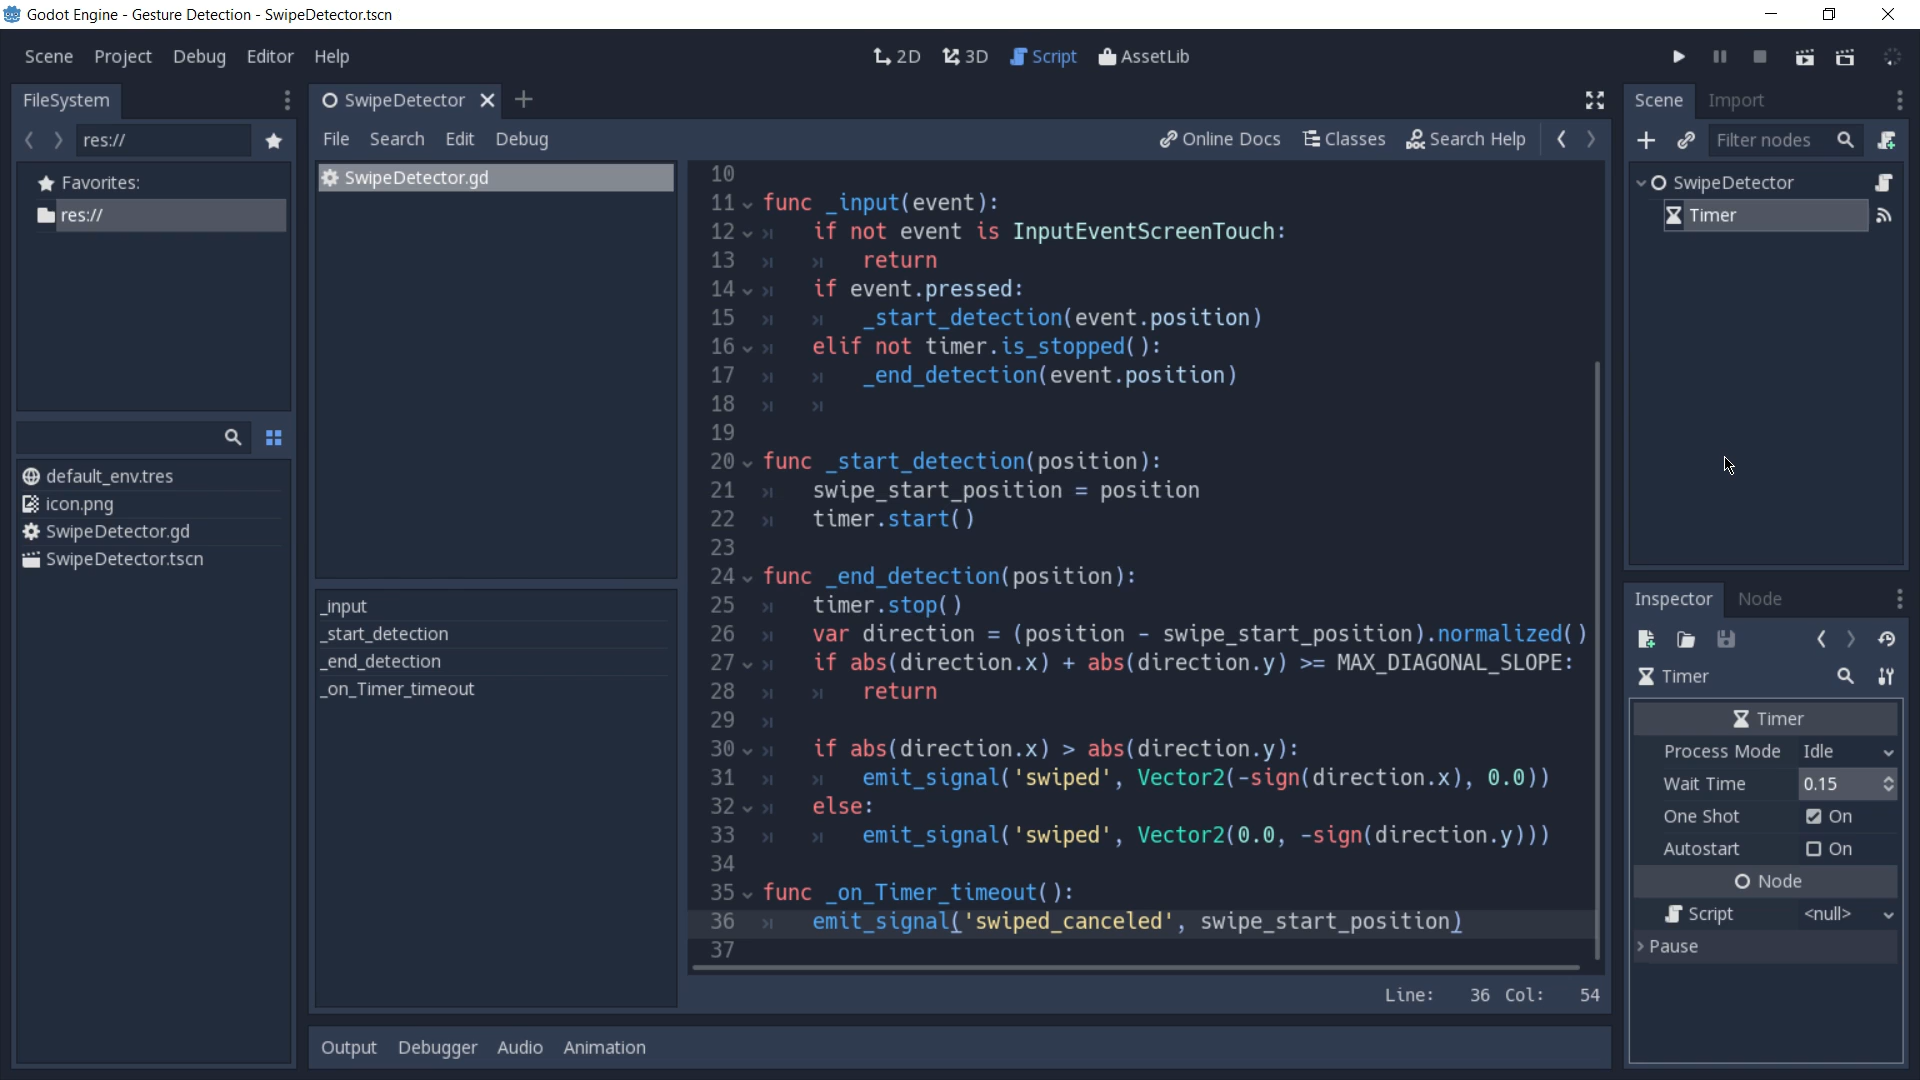 Godot Engine - Gesture Detection - SwipeDetector.tscn
Scene Project Debug Editor Help
2D 3D Script AssetLib
FileSystem
res://
Favorites:
res://
default_env.tres
icon.png
SwipeDetector.gd
SwipeDetector.tscn
SwipeDetector
File Search Edit Debug
Online Docs Classes Search Help
SwipeDetector.gd
_input
_start_detection
_end_detection
_on_Timer_timeout
10
11 func _input(event):
12 if not event is InputEventScreenTouch:
13 return
14 if event.pressed:
15 _start_detection(event.position)
16 elif not timer.is_stopped():
17 _end_detection(event.position)
18
19
20 func _start_detection(position):
21 swipe_start_position = position
22 timer.start()
23
24 func _end_detection(position):
25 timer.stop()
26 var direction = (position - swipe_start_position).normalized()
27 if abs(direction.x) + abs(direction.y) >= MAX_DIAGONAL_SLOPE:
28 return
29
30 if abs(direction.x) > abs(direction.y):
31 emit_signal('swiped', Vector2(-sign(direction.x), 0.0))
32 else:
33 emit_signal('swiped', Vector2(0.0, -sign(direction.y)))
34
35 func _on_Timer_timeout():
36 emit_signal('swiped_canceled', swipe_start_position)
37
Line: 36 Col: 54
Output Debugger Audio Animation
Scene Import
Filter nodes
SwipeDetector
Timer
Inspector Node
Timer
Timer
Process Mode Idle
Wait Time 0.15
One Shot On
Autostart On
Node
Script <null>
Pause